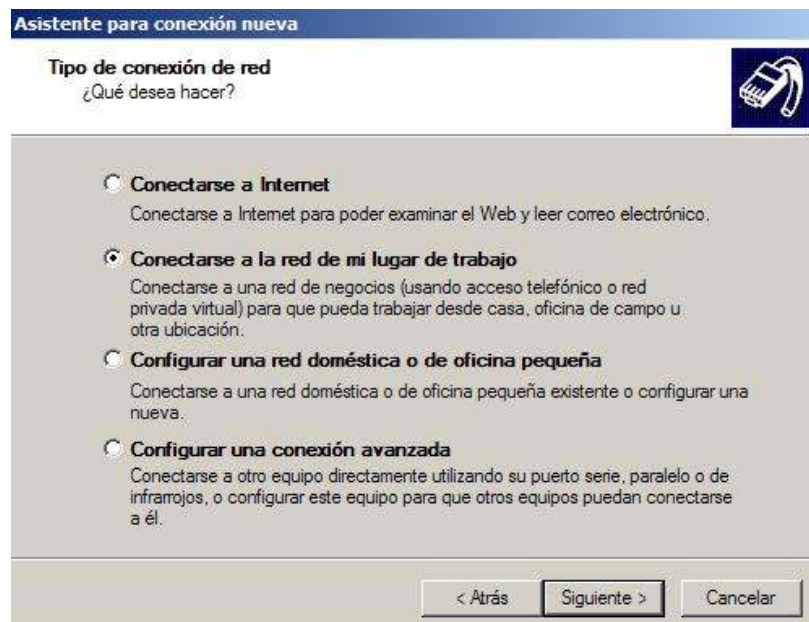 Asistente para conexión nueva
Tipo de conexión de red
¿Qué desea hacer?
Conectarse a Internet
Conectarse a Internet para poder examinar el Web y leer correo electrónico.
Conectarse a la red de mi lugar de trabajo
Conectarse a una red de negocios (usando acceso telefónico o red
privada virtual) para que pueda trabajar desde casa, oficina de campo u
otra ubicación.
Configurar una red doméstica o de oficina pequeña
Conectarse a una red doméstica o de oficina pequeña existente o configurar una
nueva.
Configurar una conexión avanzada
Conectarse a otro equipo directamente utilizando su puerto serie, paralelo o de
infrarrojos, o configurar este equipo para que otros equipos puedan conectarse
a él.
< Atrás Siguiente > Cancelar